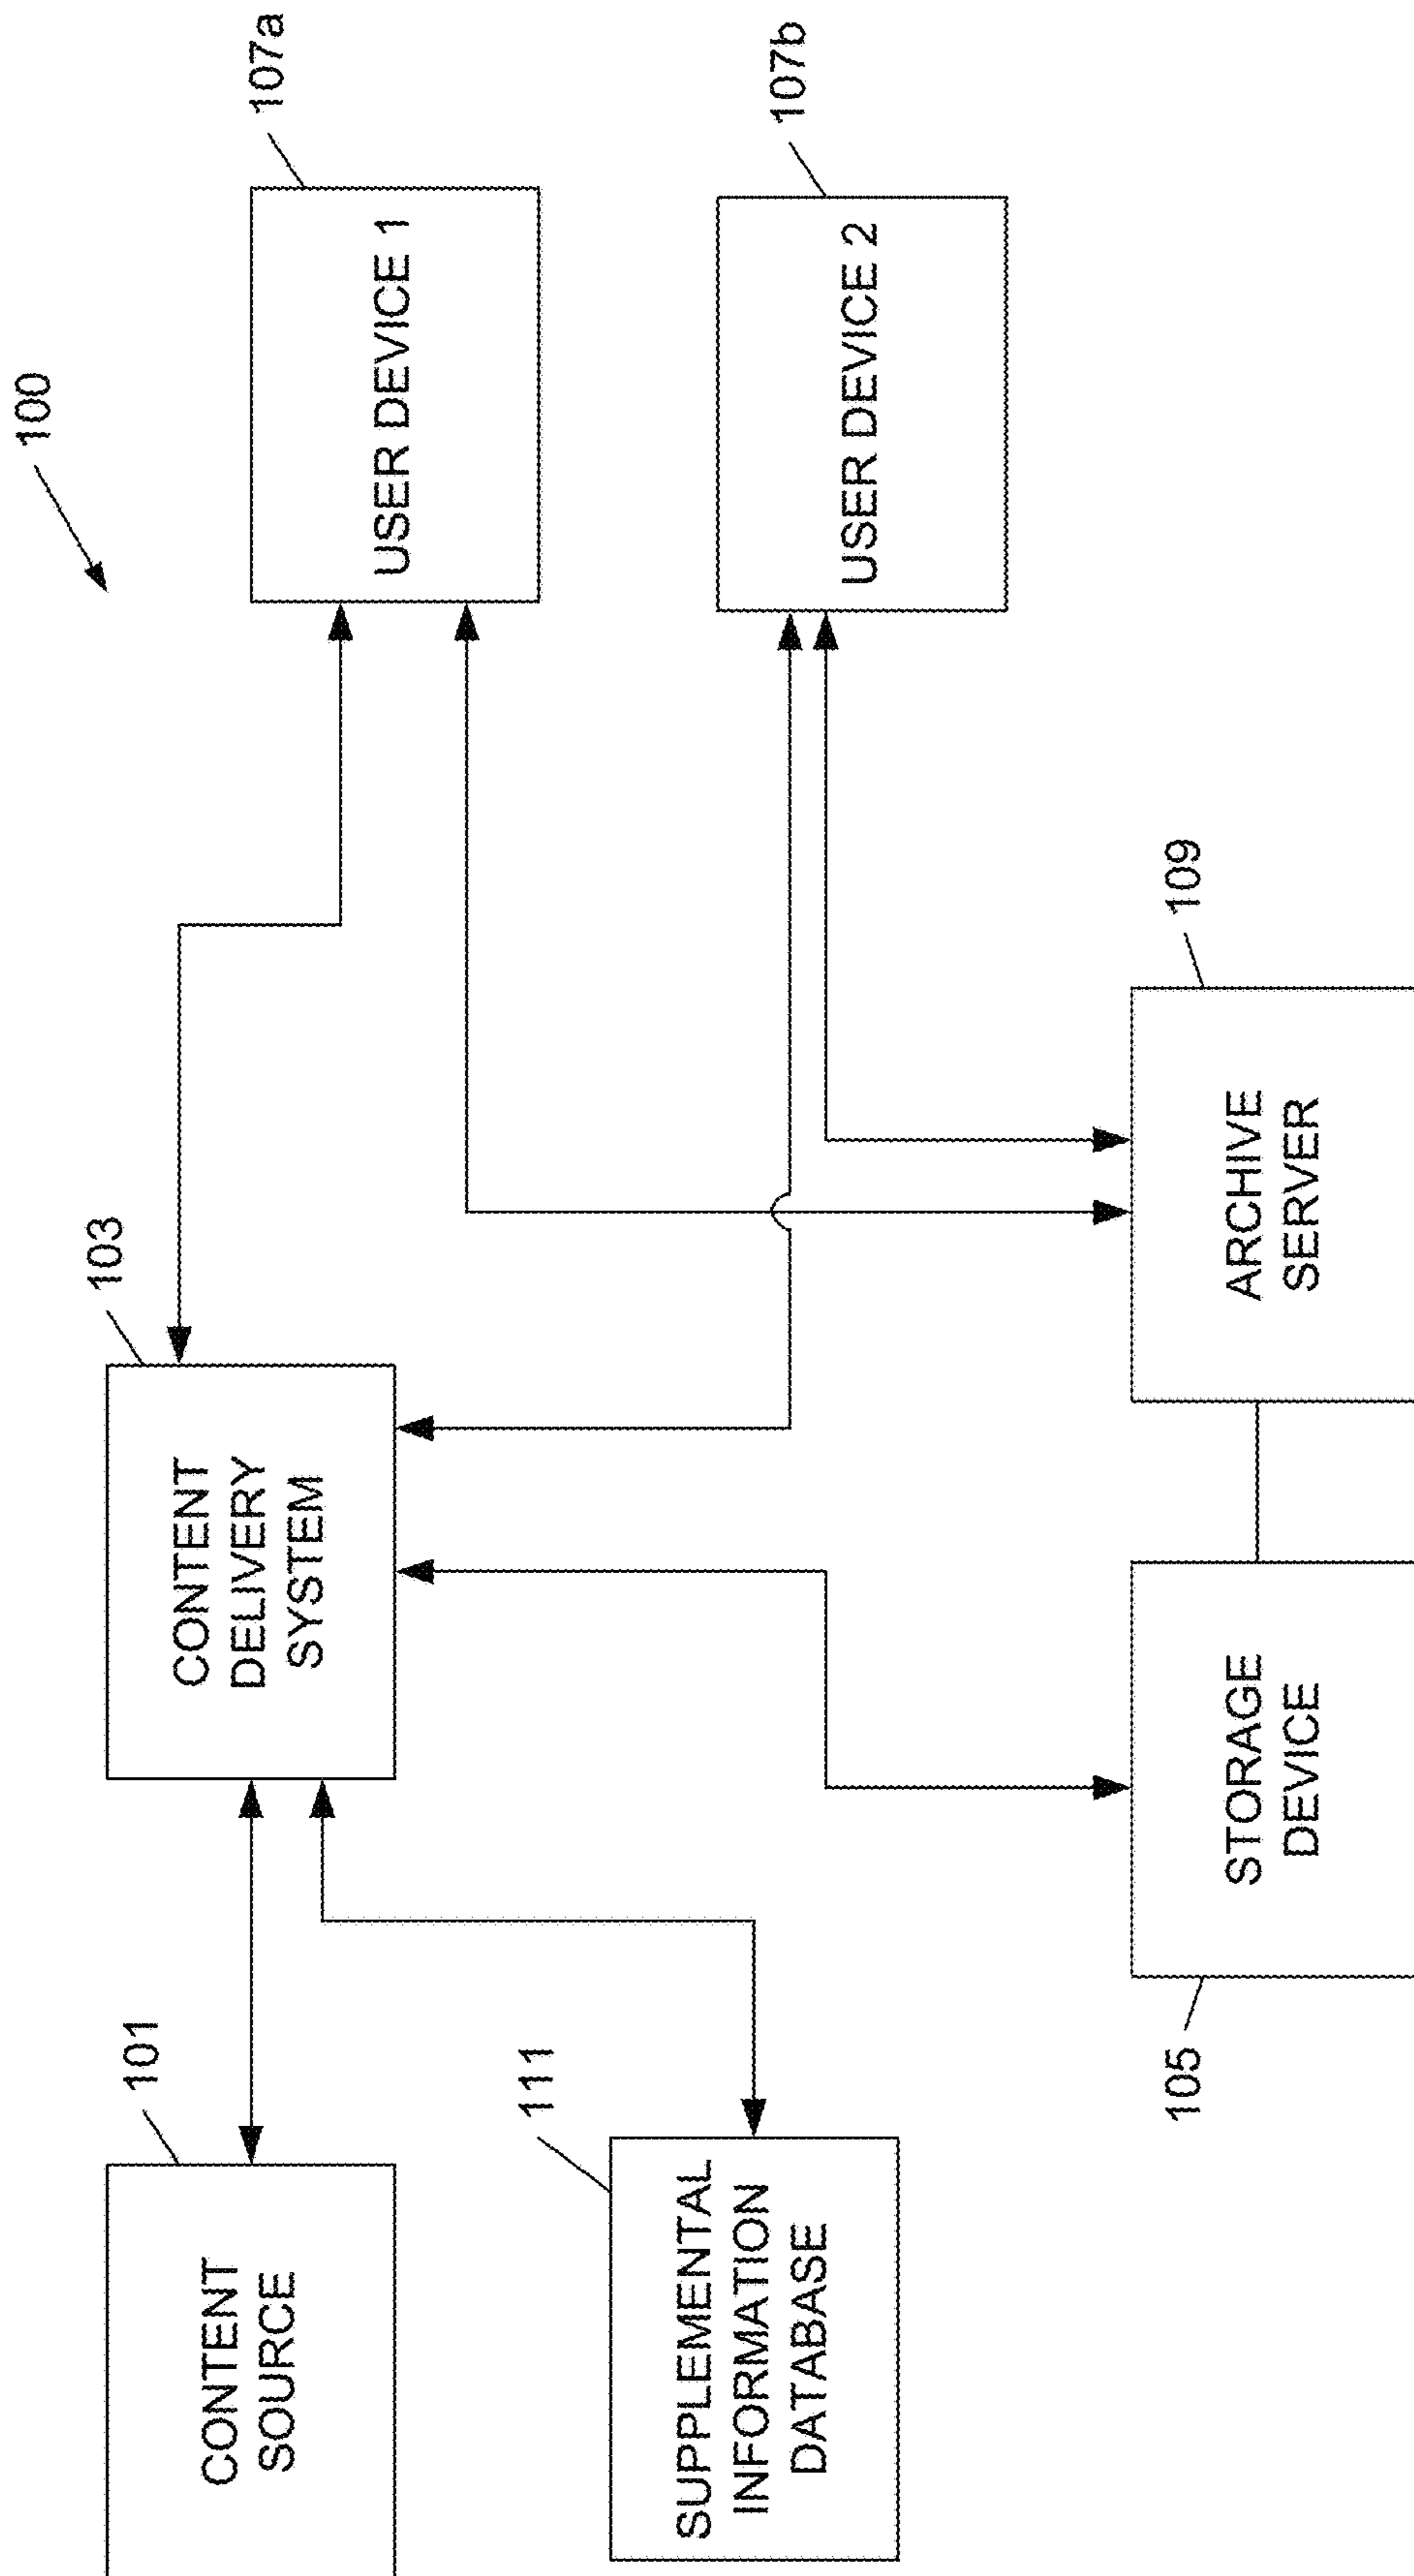 100
101
CONTENT
SOURCE
103
CONTENT
DELIVERY
SYSTEM
107a
USER DEVICE 1
111
SUPPLEMENTAL
INFORMATION
DATABASE
107b
USER DEVICE 2
105
STORAGE
DEVICE
109
ARCHIVE
SERVER